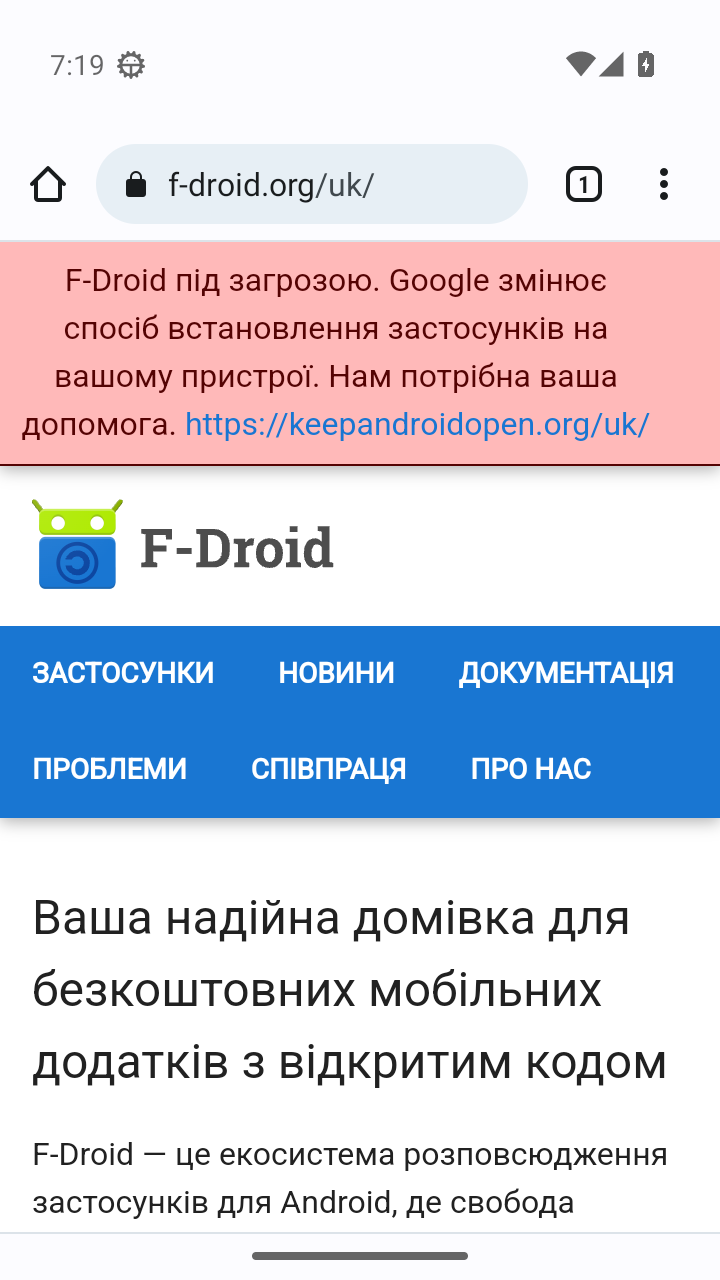 7:19
f-droid.org/uk/
1
F-Droid під загрозою. Google змінює
спосіб встановлення застосунків на
вашому пристрої. Нам потрібна ваша
допомога. https://keepandroidopen.org/uk/
F-Droid
ЗАСТОСУНКИ НОВИНИ ДОКУМЕНТАЦІЯ
ПРОБЛЕМИ СПІВПРАЦЯ ПРО НАС
Ваша надійна домівка для
безкоштовних мобільних
додатків з відкритим кодом
F-Droid — це екосистема розповсюдження
застосунків для Android, де свобода